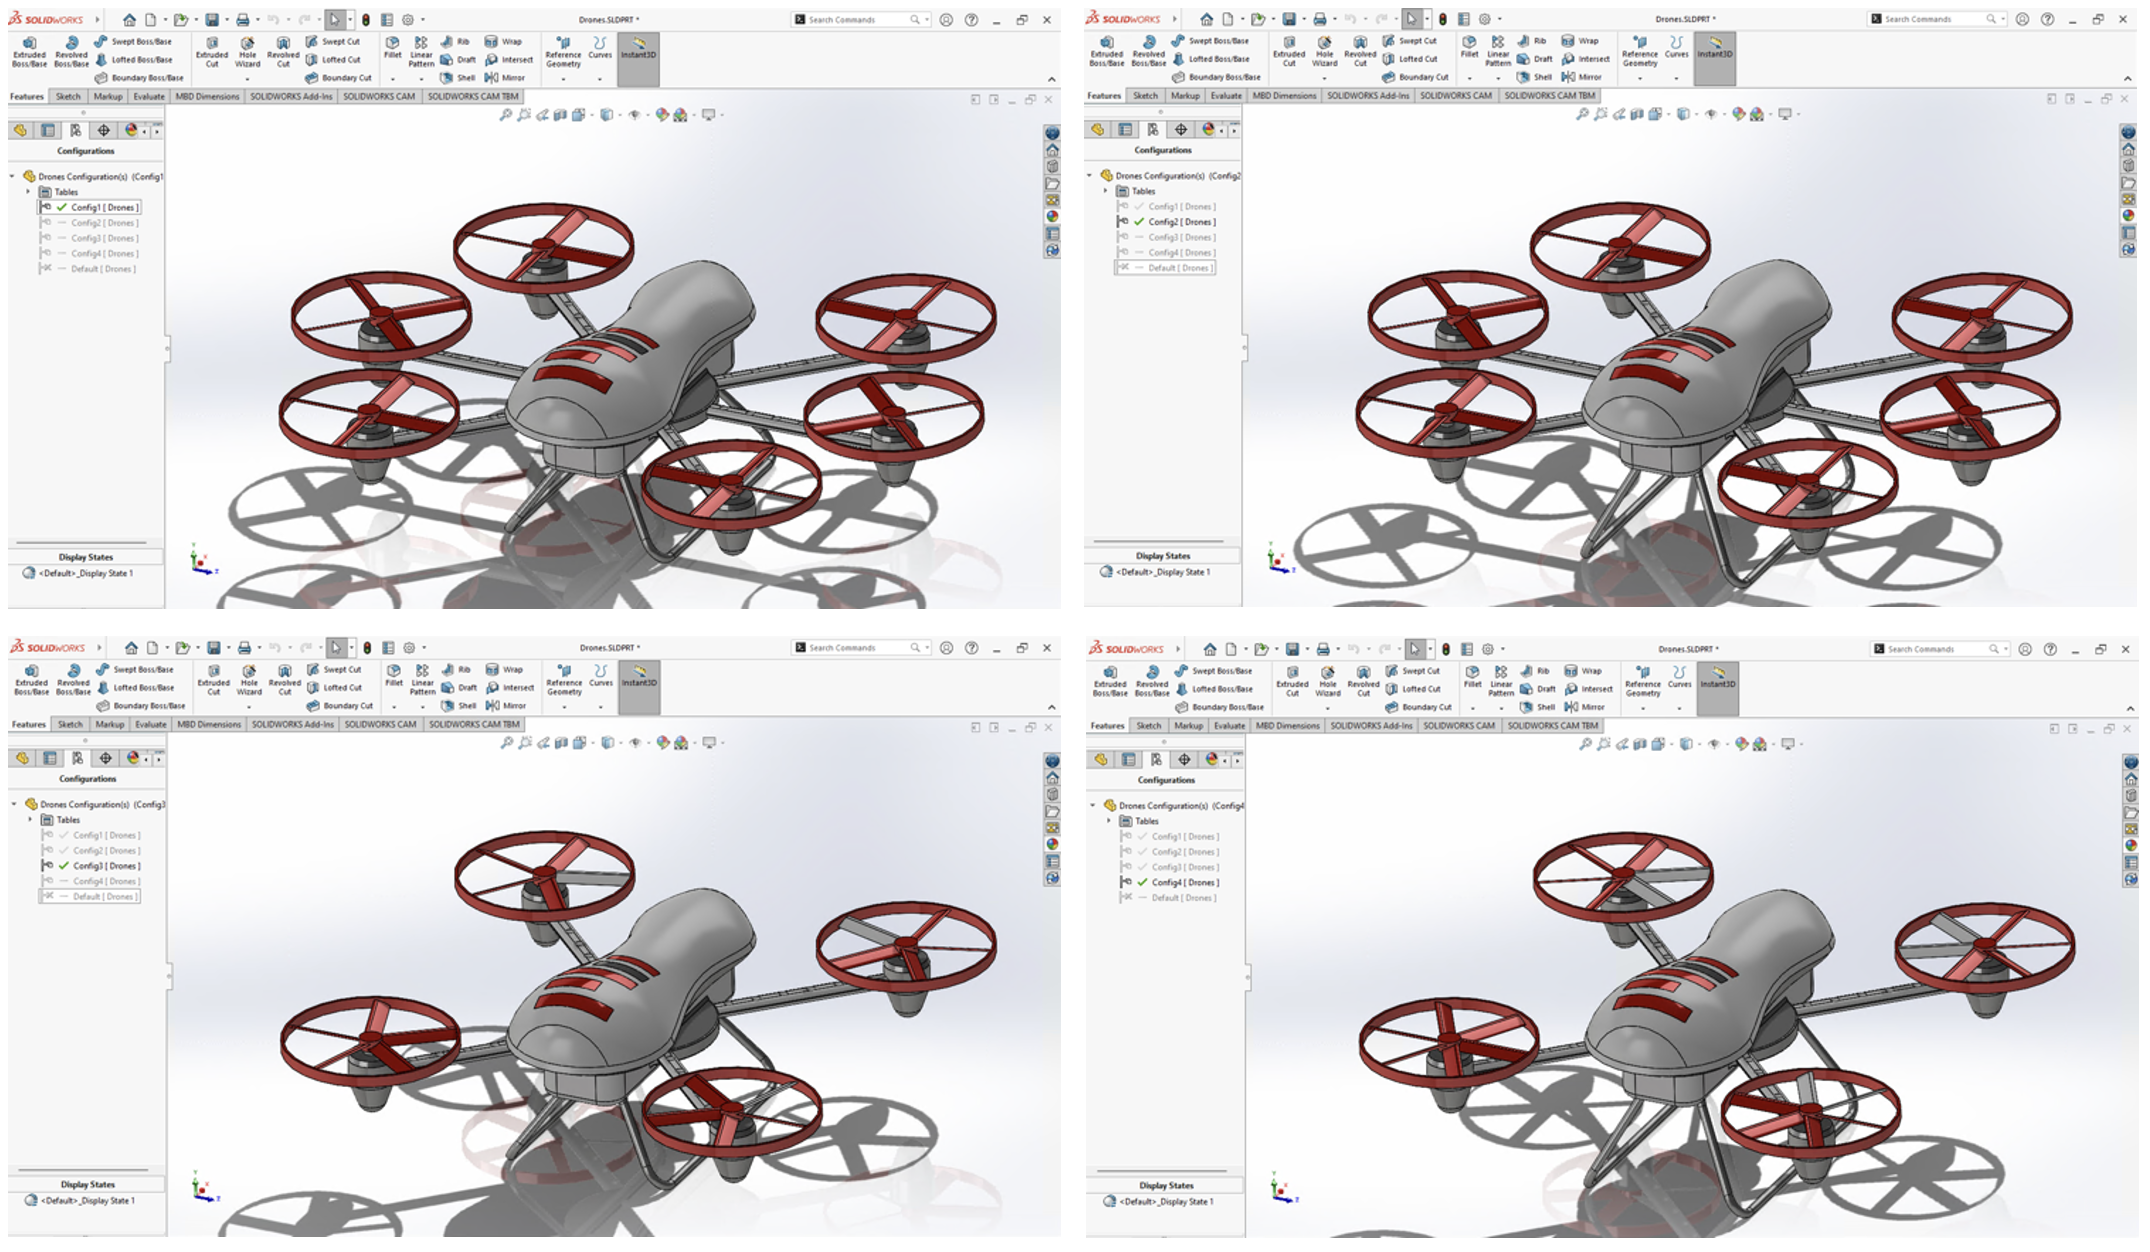 SOLIDWORKS Drones.SLDPRT * Search Commands
Extruded Boss/Base Revolved Boss/Base Swept Boss/Base Lofted Boss/Base Boundary Boss/Base Extruded Cut Hole Wizard Revolved Cut Swept Cut Lofted Cut Boundary Cut Fillet Linear Pattern Rib Draft Shell Wrap Intersect Mirror Reference Geometry Curves Instant3D
Features Sketch Markup Evaluate MBD Dimensions SOLIDWORKS Add-Ins SOLIDWORKS CAM SOLIDWORKS CAM TBM
Configurations
Drones Configuration(s) (Config1
Tables
Config1 [ Drones ]
Config2 [ Drones ]
Config3 [ Drones ]
Config4 [ Drones ]
Default [ Drones ]
Display States
<Default>_Display State 1
SOLIDWORKS Drones.SLDPRT * Search Commands
Extruded Boss/Base Revolved Boss/Base Swept Boss/Base Lofted Boss/Base Boundary Boss/Base Extruded Cut Hole Wizard Revolved Cut Swept Cut Lofted Cut Boundary Cut Fillet Linear Pattern Rib Draft Shell Wrap Intersect Mirror Reference Geometry Curves Instant3D
Features Sketch Markup Evaluate MBD Dimensions SOLIDWORKS Add-Ins SOLIDWORKS CAM SOLIDWORKS CAM TBM
Configurations
Drones Configuration(s) (Config2
Tables
Config1 [ Drones ]
Config2 [ Drones ]
Config3 [ Drones ]
Config4 [ Drones ]
Default [ Drones ]
Display States
<Default>_Display State 1
SOLIDWORKS Drones.SLDPRT * Search Commands
Extruded Boss/Base Revolved Boss/Base Swept Boss/Base Lofted Boss/Base Boundary Boss/Base Extruded Cut Hole Wizard Revolved Cut Swept Cut Lofted Cut Boundary Cut Fillet Linear Pattern Rib Draft Shell Wrap Intersect Mirror Reference Geometry Curves Instant3D
Features Sketch Markup Evaluate MBD Dimensions SOLIDWORKS Add-Ins SOLIDWORKS CAM SOLIDWORKS CAM TBM
Configurations
Drones Configuration(s) (Config3
Tables
Config1 [ Drones ]
Config2 [ Drones ]
Config3 [ Drones ]
Config4 [ Drones ]
Default [ Drones ]
Display States
<Default>_Display State 1
SOLIDWORKS Drones.SLDPRT * Search Commands
Extruded Boss/Base Revolved Boss/Base Swept Boss/Base Lofted Boss/Base Boundary Boss/Base Extruded Cut Hole Wizard Revolved Cut Swept Cut Lofted Cut Boundary Cut Fillet Linear Pattern Rib Draft Shell Wrap Intersect Mirror Reference Geometry Curves Instant3D
Features Sketch Markup Evaluate MBD Dimensions SOLIDWORKS Add-Ins SOLIDWORKS CAM SOLIDWORKS CAM TBM
Configurations
Drones Configuration(s) (Config4
Tables
Config1 [ Drones ]
Config2 [ Drones ]
Config3 [ Drones ]
Config4 [ Drones ]
Default [ Drones ]
Display States
<Default>_Display State 1